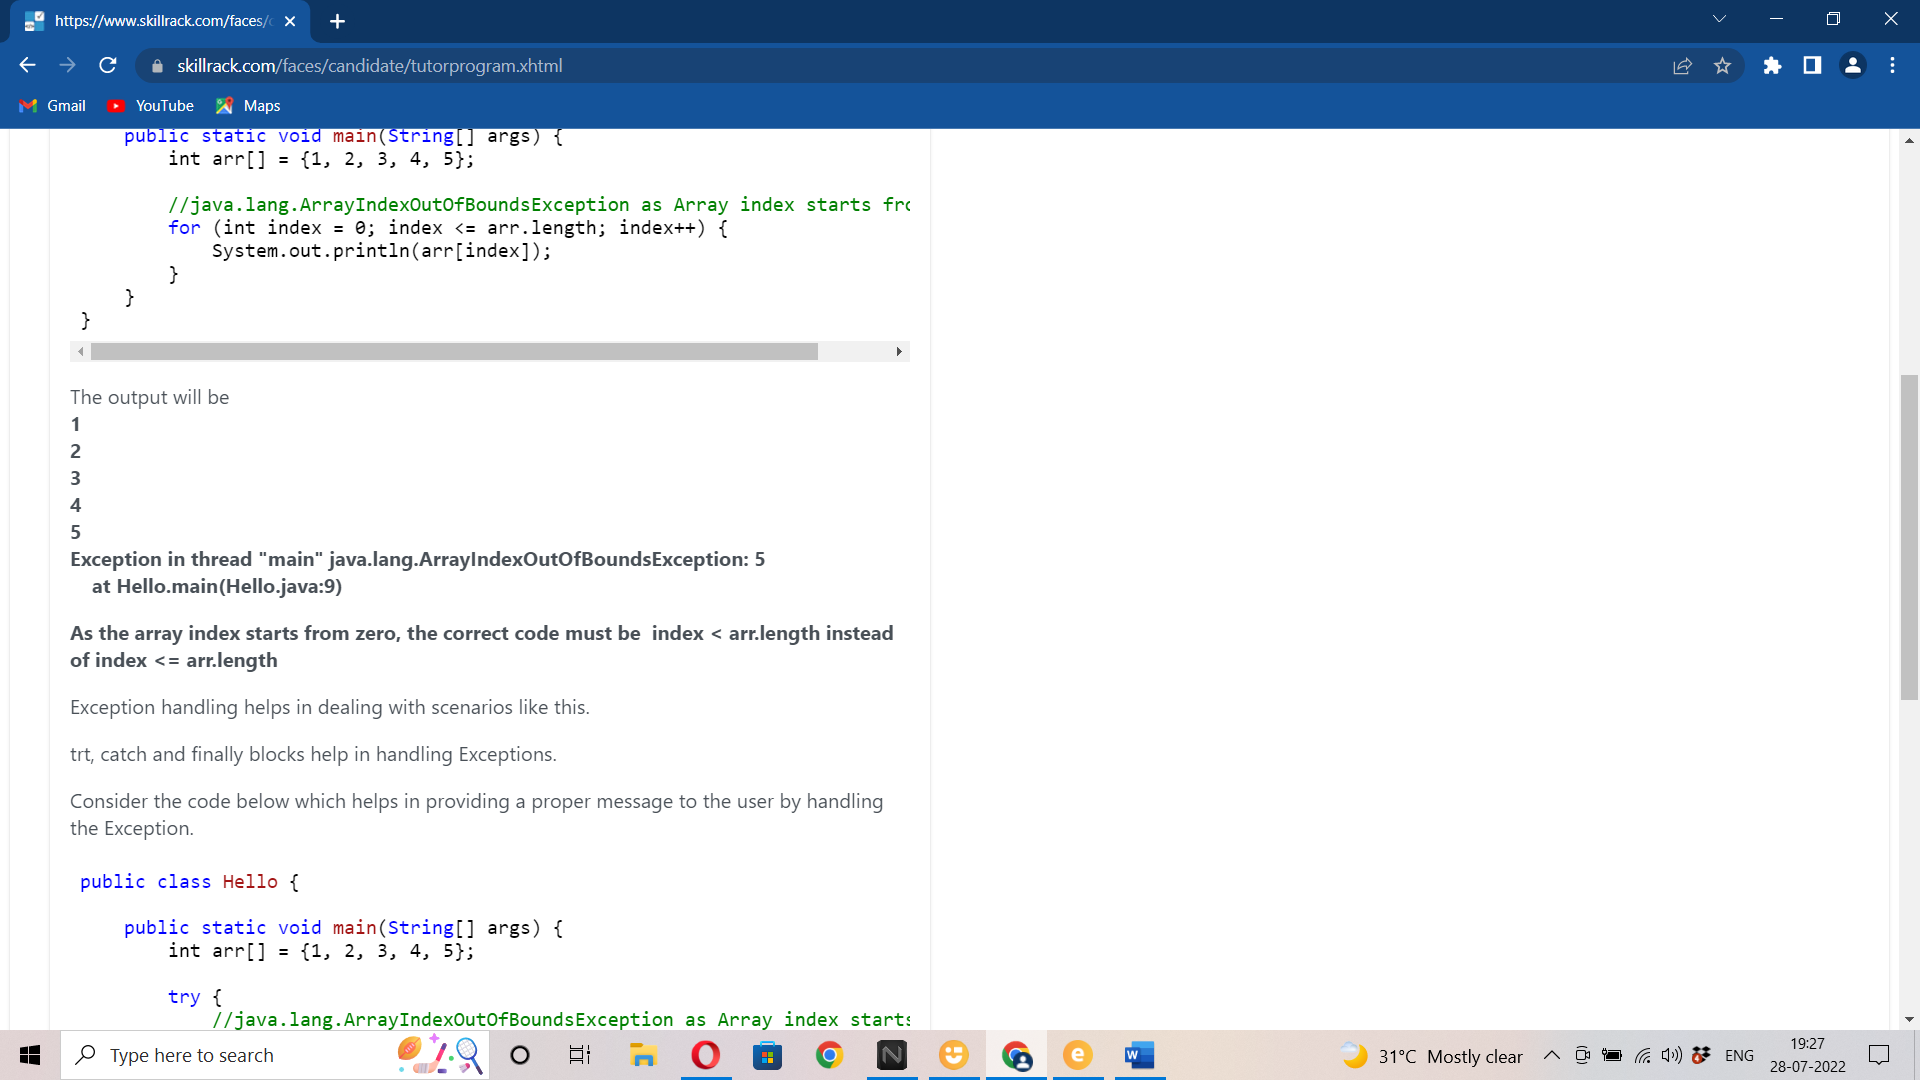 https://www.skillrack.com/faces/c
skillrack.com/faces/candidate/tutorprogram.xhtml
Gmail YouTube Maps
public static void main(String[] args) {
int arr[] = {1, 2, 3, 4, 5};
//java.lang.ArrayIndexOutOfBoundsException as Array index starts fro
for (int index = 0; index <= arr.length; index++) {
System.out.println(arr[index]);
}
}
}
The output will be
1
2
3
4
5
Exception in thread "main" java.lang.ArrayIndexOutOfBoundsException: 5
at Hello.main(Hello.java:9)
As the array index starts from zero, the correct code must be  index < arr.length instead
of index <= arr.length
Exception handling helps in dealing with scenarios like this.
trt, catch and finally blocks help in handling Exceptions.
Consider the code below which helps in providing a proper message to the user by handling
the Exception.
public class Hello {
public static void main(String[] args) {
int arr[] = {1, 2, 3, 4, 5};
try {
//java.lang.ArrayIndexOutOfBoundsException as Array index starts
Type here to search
31°C Mostly clear
ENG
19:27
28-07-2022